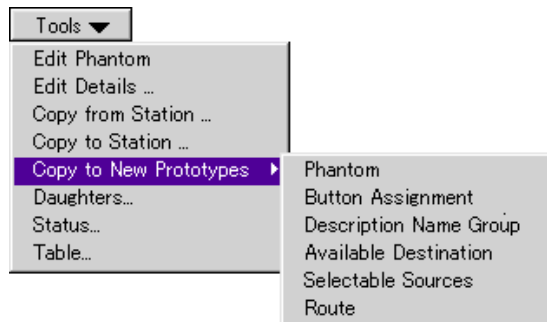 Tools
Edit Phantom
Edit Details ...
Copy from Station ...
Copy to Station ...
Copy to New Prototypes
Daughters...
Status...
Table...
Phantom
Button Assignment
Description Name Group
Available Destination
Selectable Sources
Route